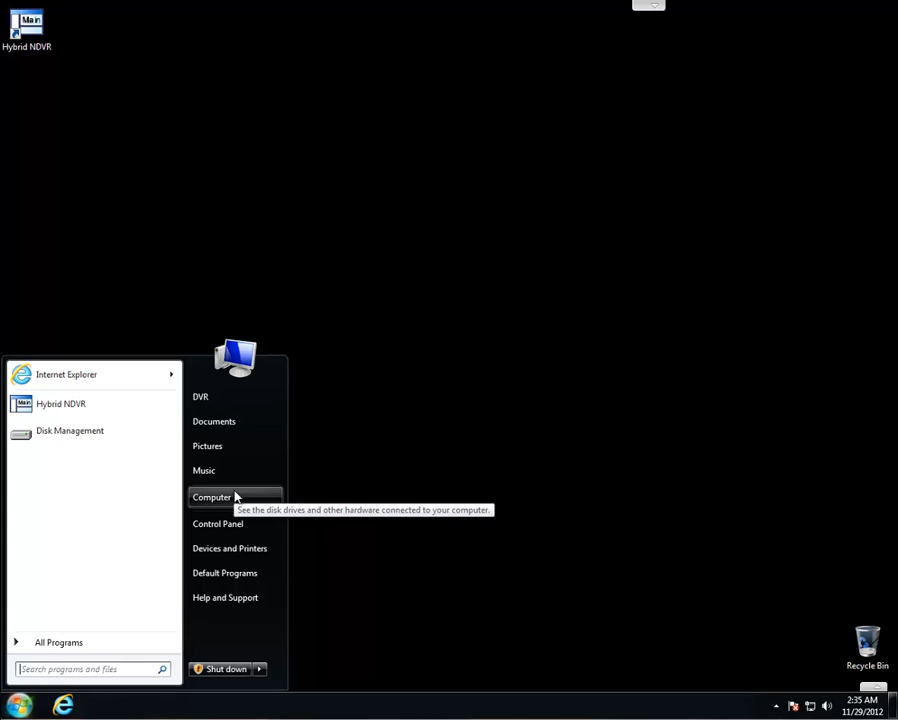 Main
Hybrid NDVR
Internet Explorer
Main
Hybrid NDVR
Disk Management
All Programs
Search programs and files
DVR
Documents
Pictures
Music
Computer
See the disk drives and other hardware connected to your computer.
Control Panel
Devices and Printers
Default Programs
Help and Support
Shut down
Recycle Bin
2:35 AM
11/29/2012